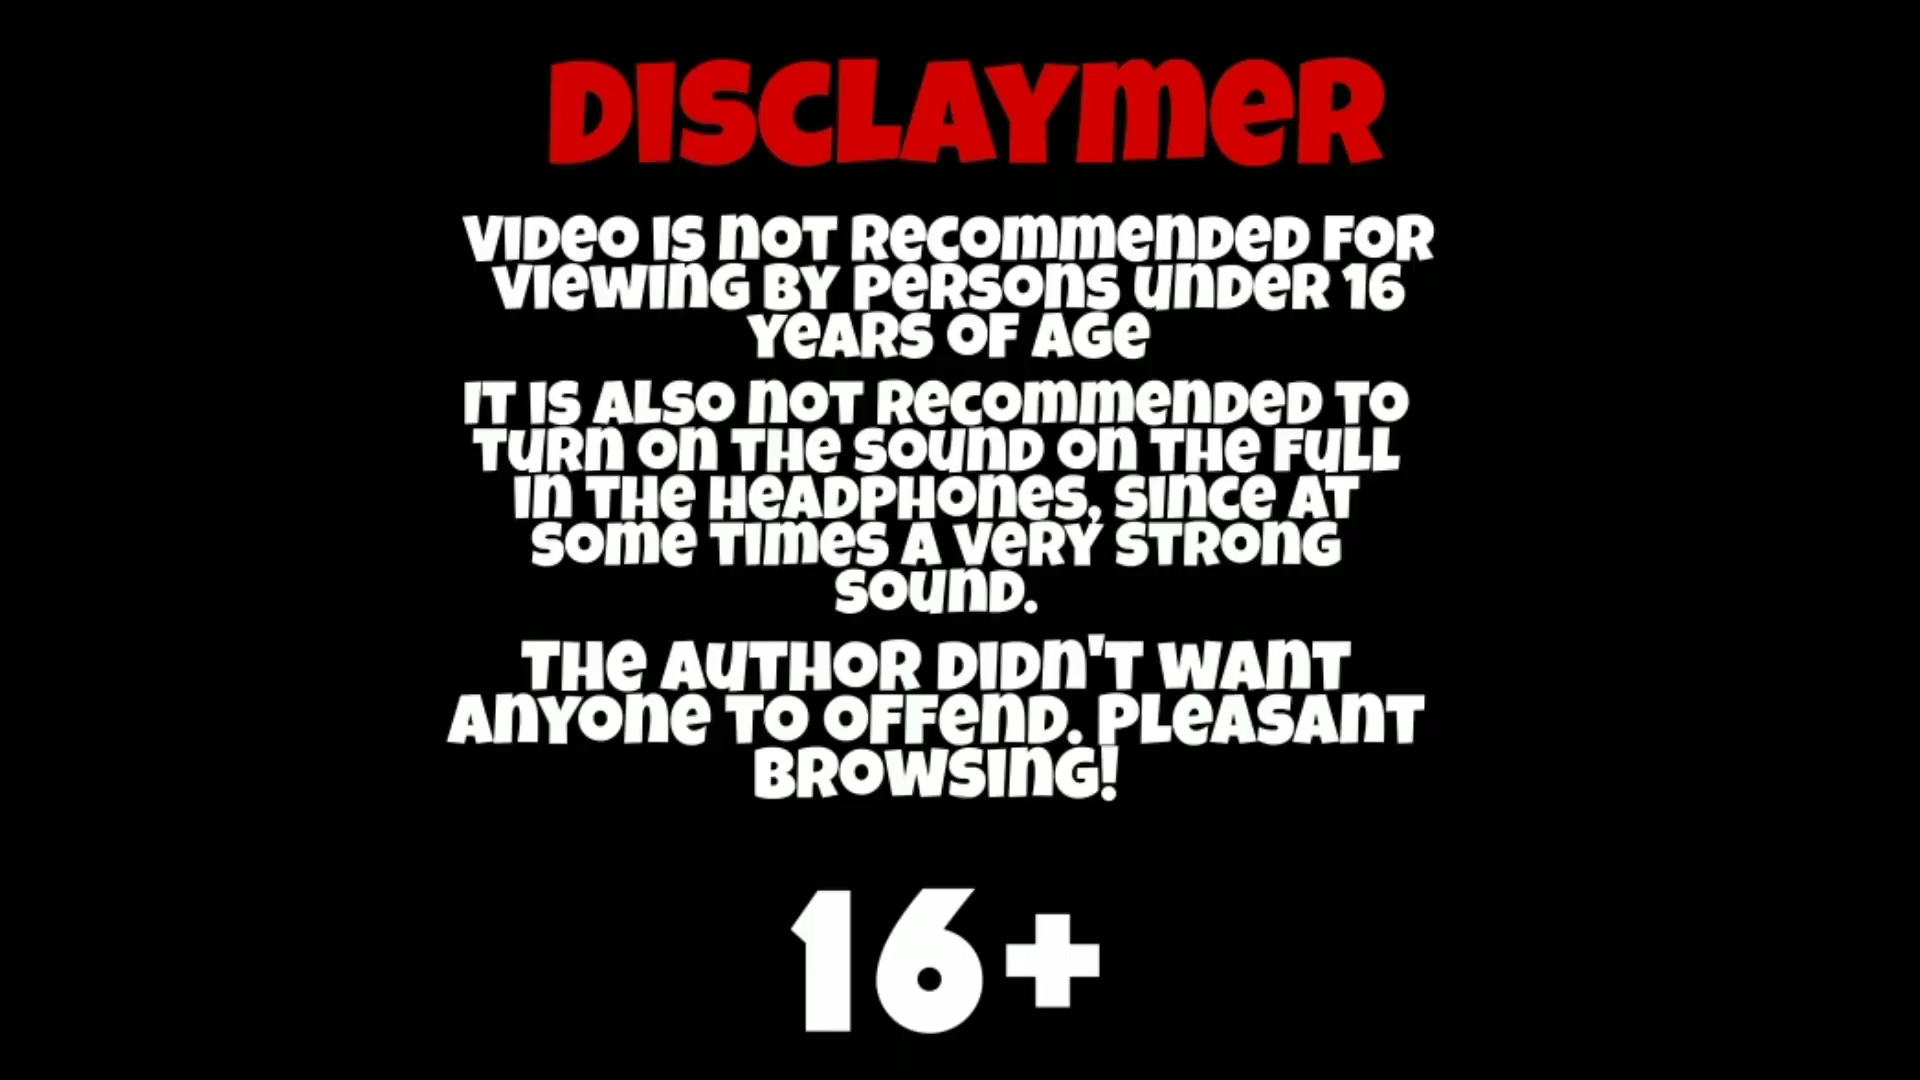 DISCLAYMER
VIDEO IS NOT RECOMMENDED FOR
VIEWING BY PERSONS UNDER 16
YEARS OF AGE
IT IS ALSO NOT RECOMMENDED TO
TURN ON THE SOUND ON THE FULL
IN THE HEADPHONES, SINCE AT
SOME TIMES A VERY STRONG
SOUND.
THE AUTHOR DIDN'T WANT
ANYONE TO OFFEND. PLEASANT
BROWSING!
16+